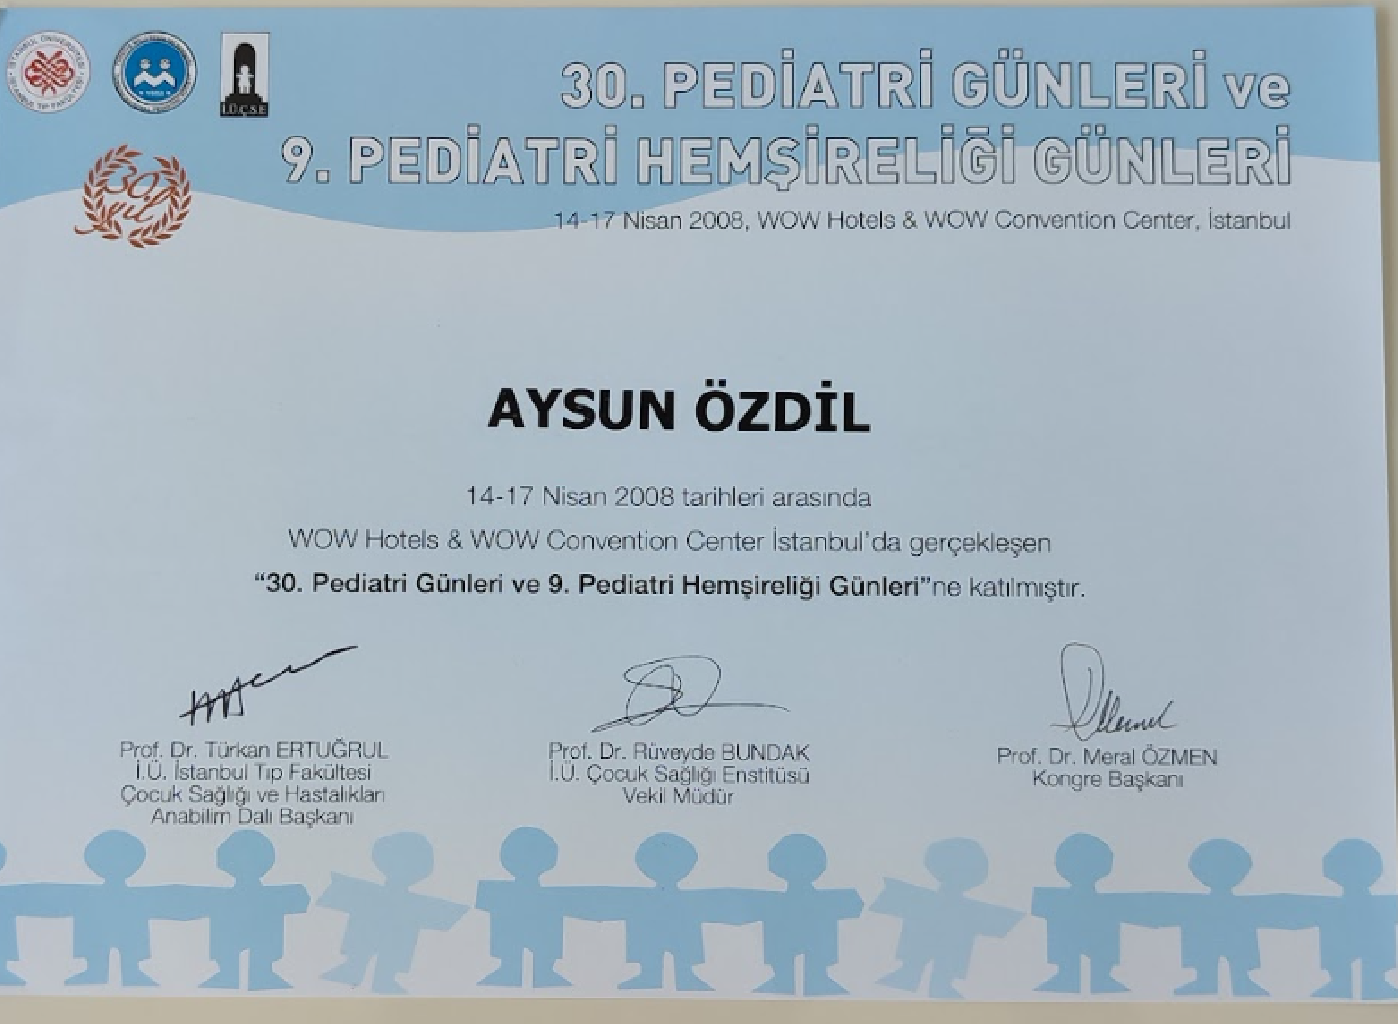 30. PEDİATRİ GÜNLERİ ve
9. PEDİATRİ HEMŞİRELİĞİ GÜNLERİ
14-17 Nisan 2008, WOW Hotels & WOW Convention Center, İstanbul
İ.Ü.Ç.S.E
30. yıl
AYSUN ÖZDİL
14-17 Nisan 2008 tarihleri arasında
WOW Hotels & WOW Convention Center İstanbul'da gerçekleşen
“30. Pediatri Günleri ve 9. Pediatri Hemşireliği Günleri”ne katılmıştır.
Prof. Dr. Türkan ERTUĞRUL
İ.Ü. İstanbul Tıp Fakültesi
Çocuk Sağlığı ve Hastalıkları
Anabilim Dalı Başkanı
Prof. Dr. Rüveyde BUNDAK
İ.Ü. Çocuk Sağlığı Enstitüsü
Vekil Müdür
Prof. Dr. Meral ÖZMEN
Kongre Başkanı